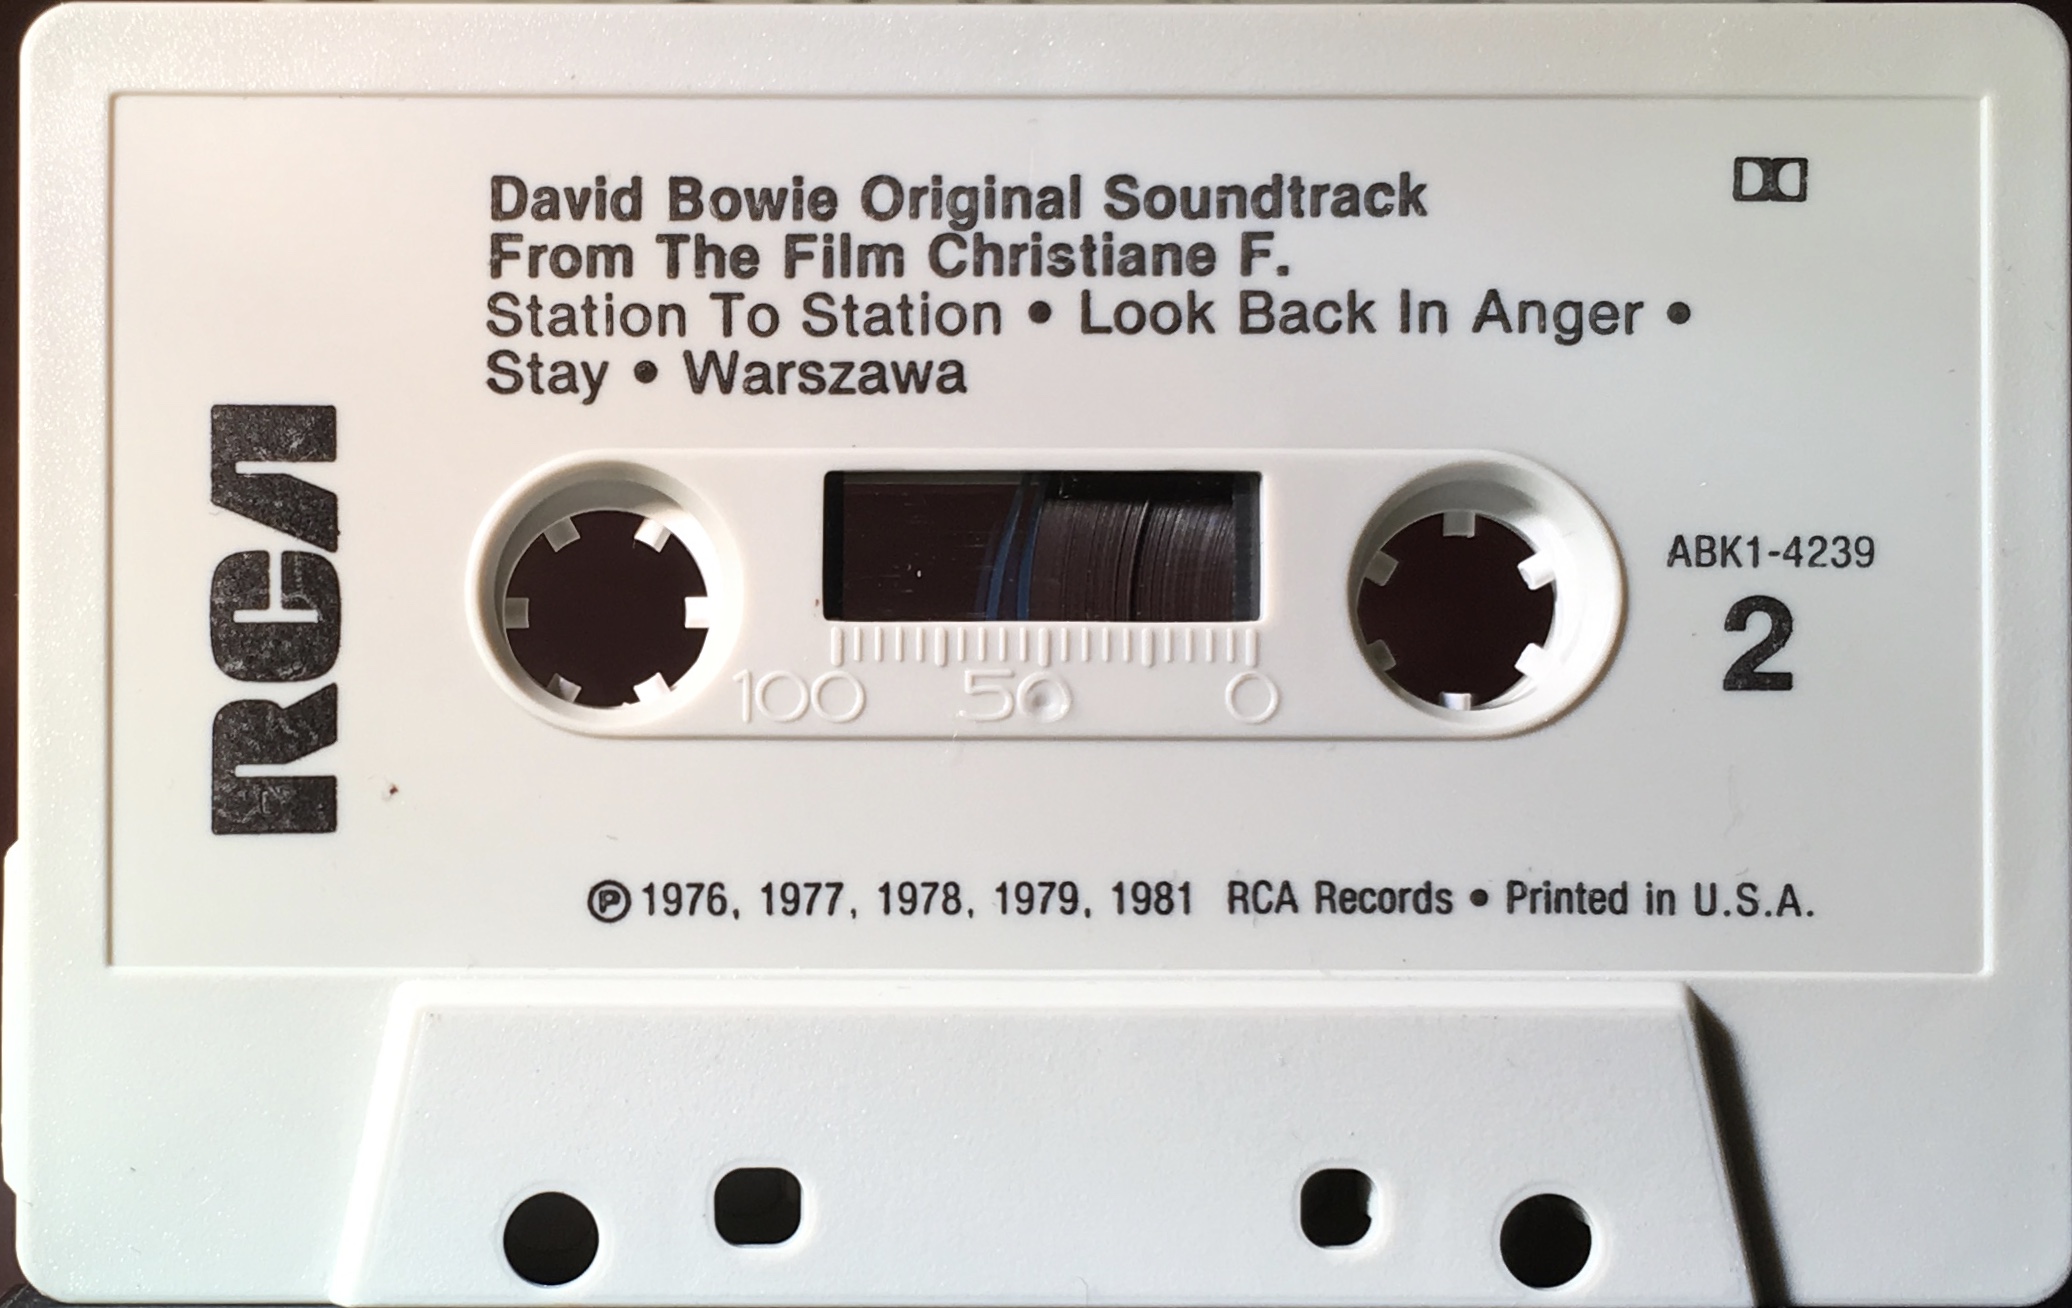 David Bowie Original Soundtrack
From The Film Christiane F.
Station To Station • Look Back In Anger •
Stay • Warszawa
RCA
ABK1-4239
2
100 50 0
℗ 1976, 1977, 1978, 1979, 1981 RCA Records • Printed in U.S.A.